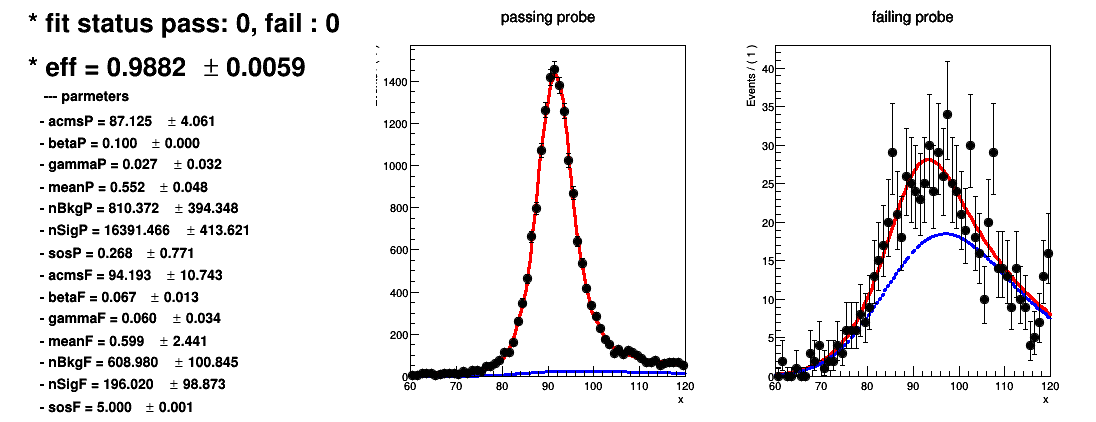 * fit status pass: 0, fail : 0
* eff = 0.9882 ± 0.0059
--- parmeters
- acmsP = 87.125 ± 4.061
- betaP = 0.100 ± 0.000
- gammaP = 0.027 ± 0.032
- meanP = 0.552 ± 0.048
- nBkgP = 810.372 ± 394.348
- nSigP = 16391.466 ± 413.621
- sosP = 0.268 ± 0.771
- acmsF = 94.193 ± 10.743
- betaF = 0.067 ± 0.013
- gammaF = 0.060 ± 0.034
- meanF = 0.599 ± 2.441
- nBkgF = 608.980 ± 100.845
- nSigF = 196.020 ± 98.873
- sosF = 5.000 ± 0.001
passing probe
1400
1200
1000
800
600
400
200
0
60 70 80 90 100 110 120
x
failing probe
Events / ( 1 )
40
35
30
25
20
15
10
5
0
60 70 80 90 100 110 120
x